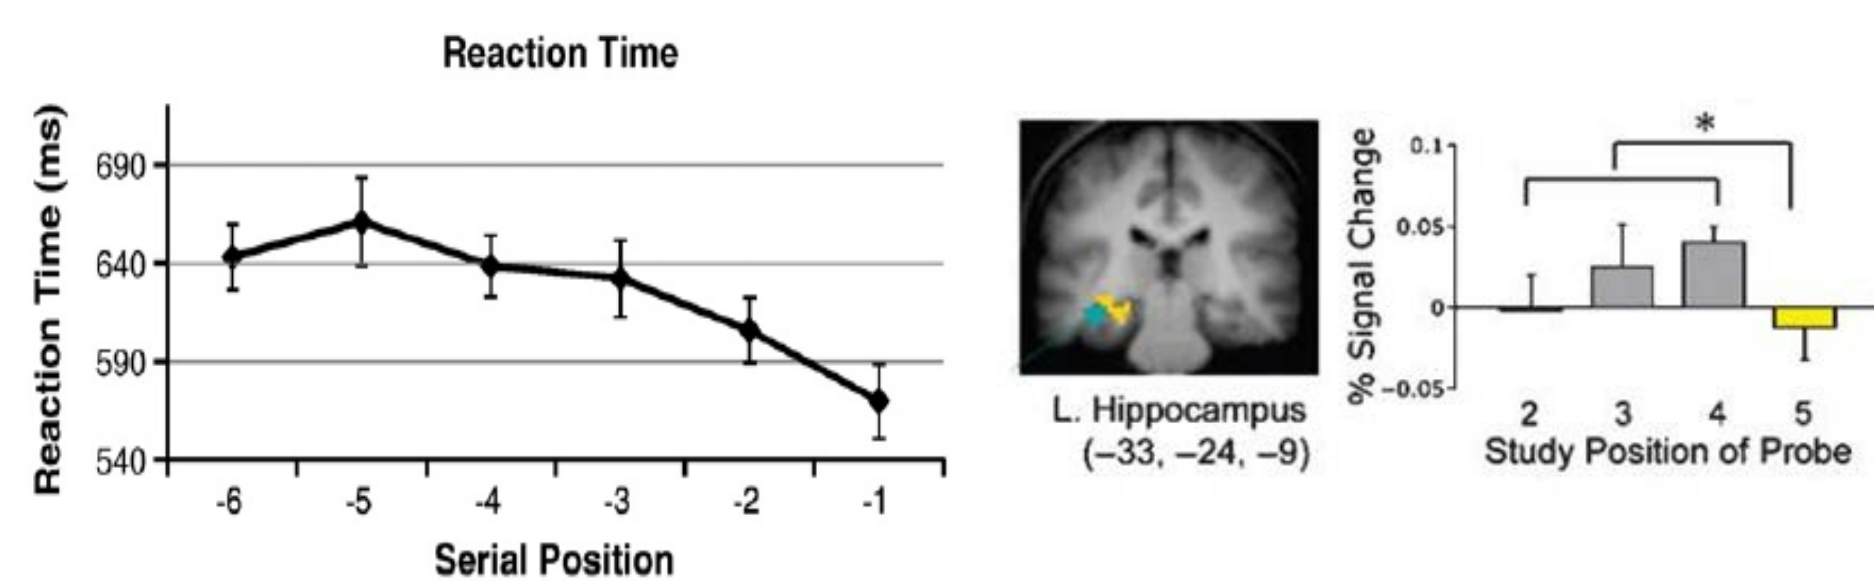 Reaction Time
Reaction Time (ms)
690
640
590
540
-6 -5 -4 -3 -2 -1
Serial Position
L. Hippocampus
(–33, –24, –9)
% Signal Change
*
0.1
0.05
0
–0.05
2 3 4 5
Study Position of Probe